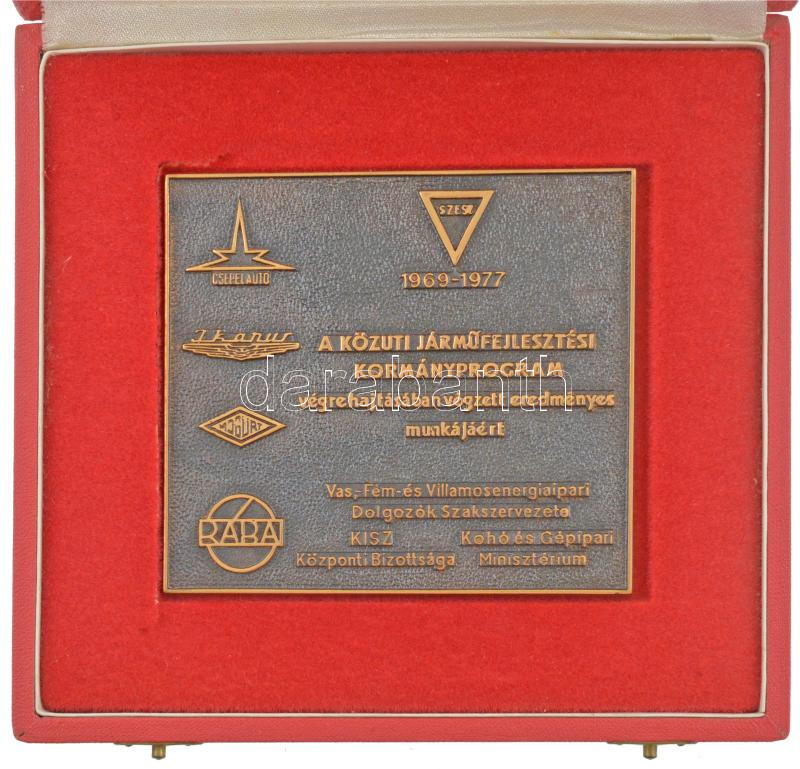 CSEPEL AUTÓ
SZESZ
1969-1977
Ikarus
A KÖZUTI JÁRMŰFEJLESZTÉSI
KORMÁNYPROGRAM
végrehajtásában végzett eredményes
munkájáért
MOGÜRT
RÁBA
Vas,-Fém-és Villamosenergiaipari
Dolgozók Szakszervezete
KISZ
Központi Bizottsága
Kohó és Gépipari
Minisztérium
darabanth